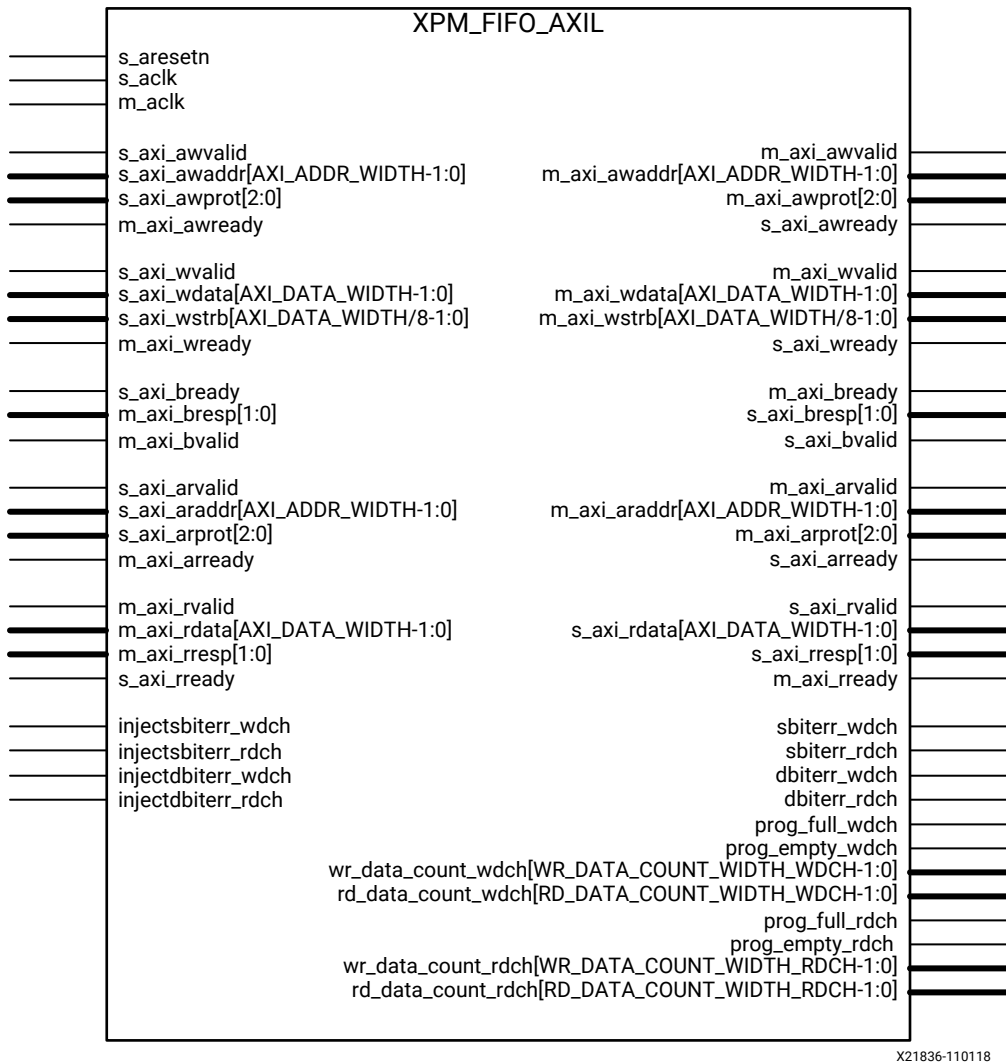 XPM_FIFO_AXIL
s_aresetn
s_aclk
m_aclk
s_axi_awvalid
m_axi_awvalid
s_axi_awaddr[AXI_ADDR_WIDTH-1:0]
m_axi_awaddr[AXI_ADDR_WIDTH-1:0]
s_axi_awprot[2:0]
m_axi_awprot[2:0]
m_axi_awready
s_axi_awready
s_axi_wvalid
m_axi_wvalid
s_axi_wdata[AXI_DATA_WIDTH-1:0]
m_axi_wdata[AXI_DATA_WIDTH-1:0]
s_axi_wstrb[AXI_DATA_WIDTH/8-1:0]
m_axi_wstrb[AXI_DATA_WIDTH/8-1:0]
m_axi_wready
s_axi_wready
s_axi_bready
m_axi_bready
m_axi_bresp[1:0]
s_axi_bresp[1:0]
m_axi_bvalid
s_axi_bvalid
s_axi_arvalid
m_axi_arvalid
s_axi_araddr[AXI_ADDR_WIDTH-1:0]
m_axi_araddr[AXI_ADDR_WIDTH-1:0]
s_axi_arprot[2:0]
m_axi_arprot[2:0]
m_axi_arready
s_axi_arready
m_axi_rvalid
s_axi_rvalid
m_axi_rdata[AXI_DATA_WIDTH-1:0]
s_axi_rdata[AXI_DATA_WIDTH-1:0]
m_axi_rresp[1:0]
s_axi_rresp[1:0]
s_axi_rready
m_axi_rready
injectsbiterr_wdch
sbiterr_wdch
injectsbiterr_rdch
sbiterr_rdch
injectdbiterr_wdch
dbiterr_wdch
injectdbiterr_rdch
dbiterr_rdch
prog_full_wdch
prog_empty_wdch
wr_data_count_wdch[WR_DATA_COUNT_WIDTH_WDCH-1:0]
rd_data_count_wdch[RD_DATA_COUNT_WIDTH_WDCH-1:0]
prog_full_rdch
prog_empty_rdch
wr_data_count_rdch[WR_DATA_COUNT_WIDTH_RDCH-1:0]
rd_data_count_rdch[RD_DATA_COUNT_WIDTH_RDCH-1:0]
X21836-110118